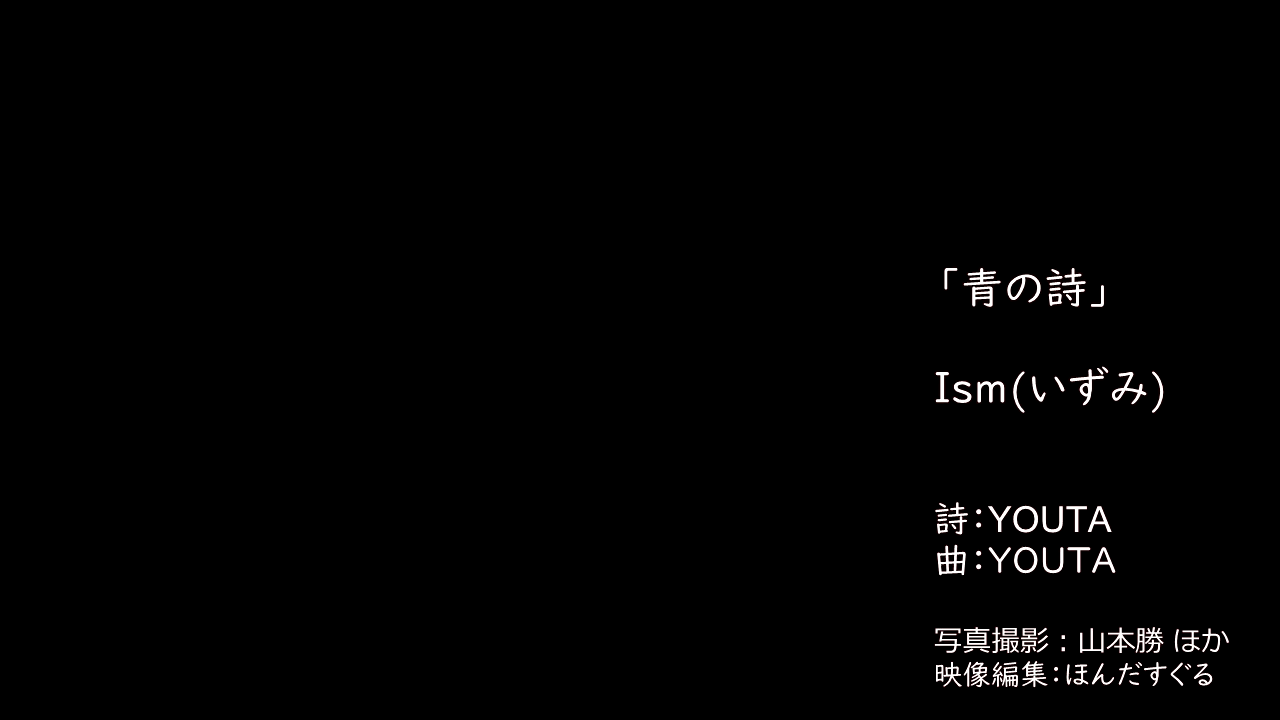 「青の詩」
Ism(いずみ)
詩:YOUTA
曲:YOUTA
写真撮影:山本勝 ほか
映像編集:ほんだすぐる